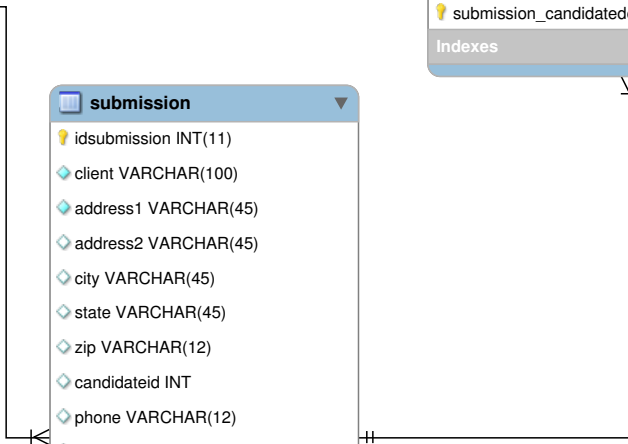 submission_candidated
Indexes
submission
idsubmission INT(11)
client VARCHAR(100)
address1 VARCHAR(45)
address2 VARCHAR(45)
city VARCHAR(45)
state VARCHAR(45)
zip VARCHAR(12)
candidateid INT
phone VARCHAR(12)